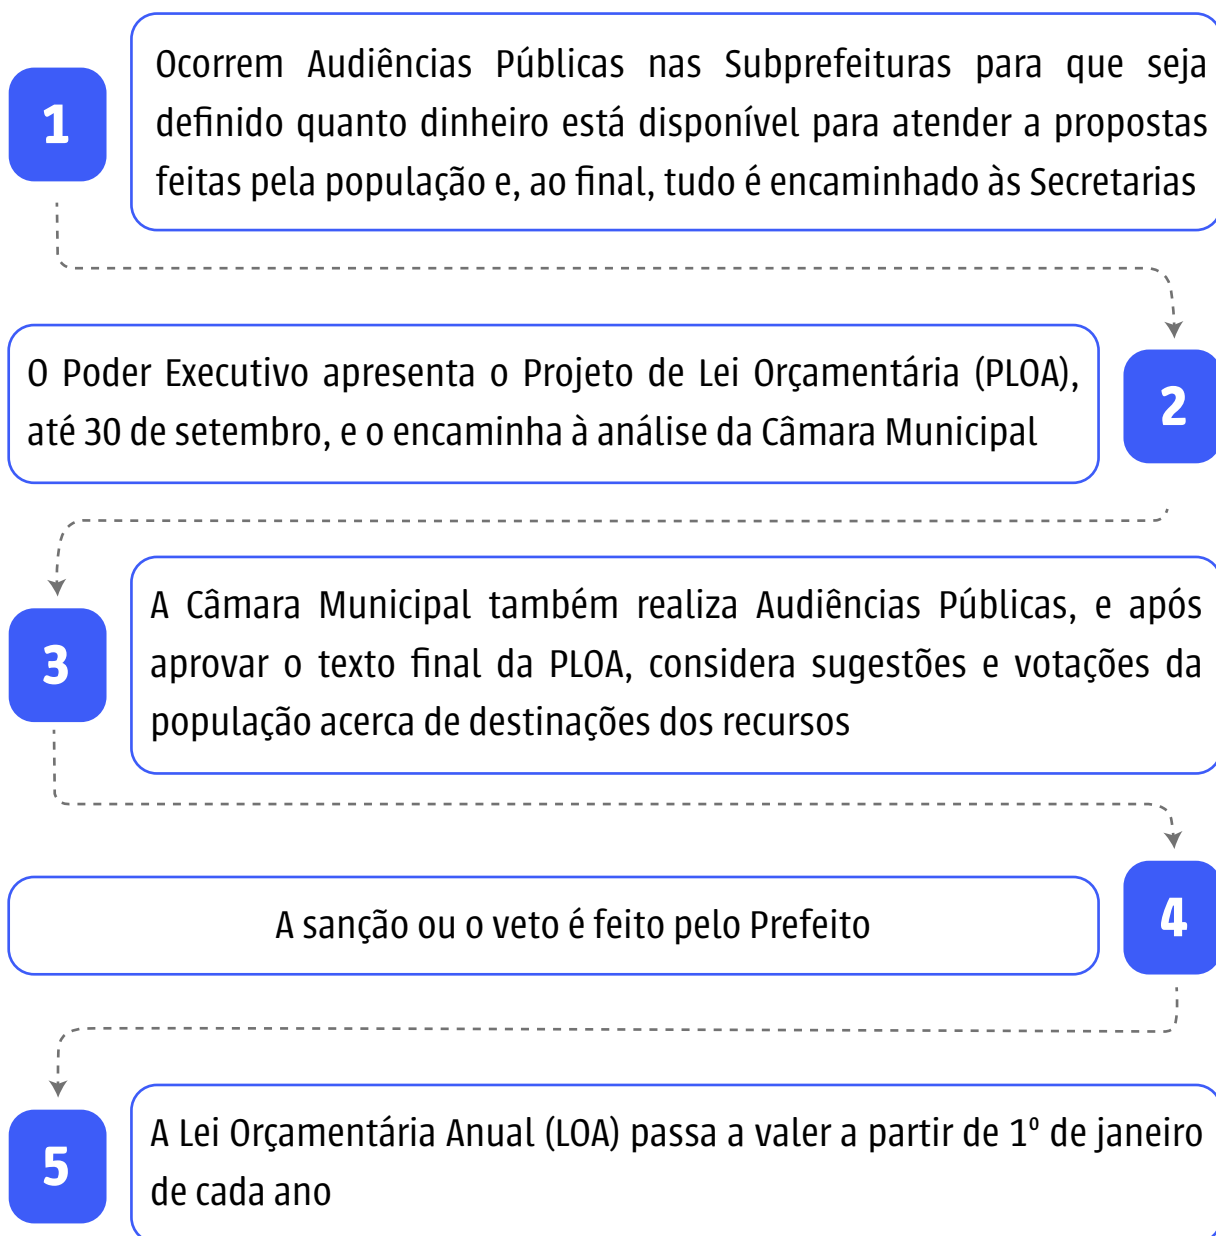 1
Ocorrem Audiências Públicas nas Subprefeituras para que seja
definido quanto dinheiro está disponível para atender a propostas
feitas pela população e, ao final, tudo é encaminhado às Secretarias
O Poder Executivo apresenta o Projeto de Lei Orçamentária (PLOA),
até 30 de setembro, e o encaminha à análise da Câmara Municipal
2
3
A Câmara Municipal também realiza Audiências Públicas, e após
aprovar o texto final da PLOA, considera sugestões e votações da
população acerca de destinações dos recursos
A sanção ou o veto é feito pelo Prefeito
4
5
A Lei Orçamentária Anual (LOA) passa a valer a partir de 1º de janeiro
de cada ano